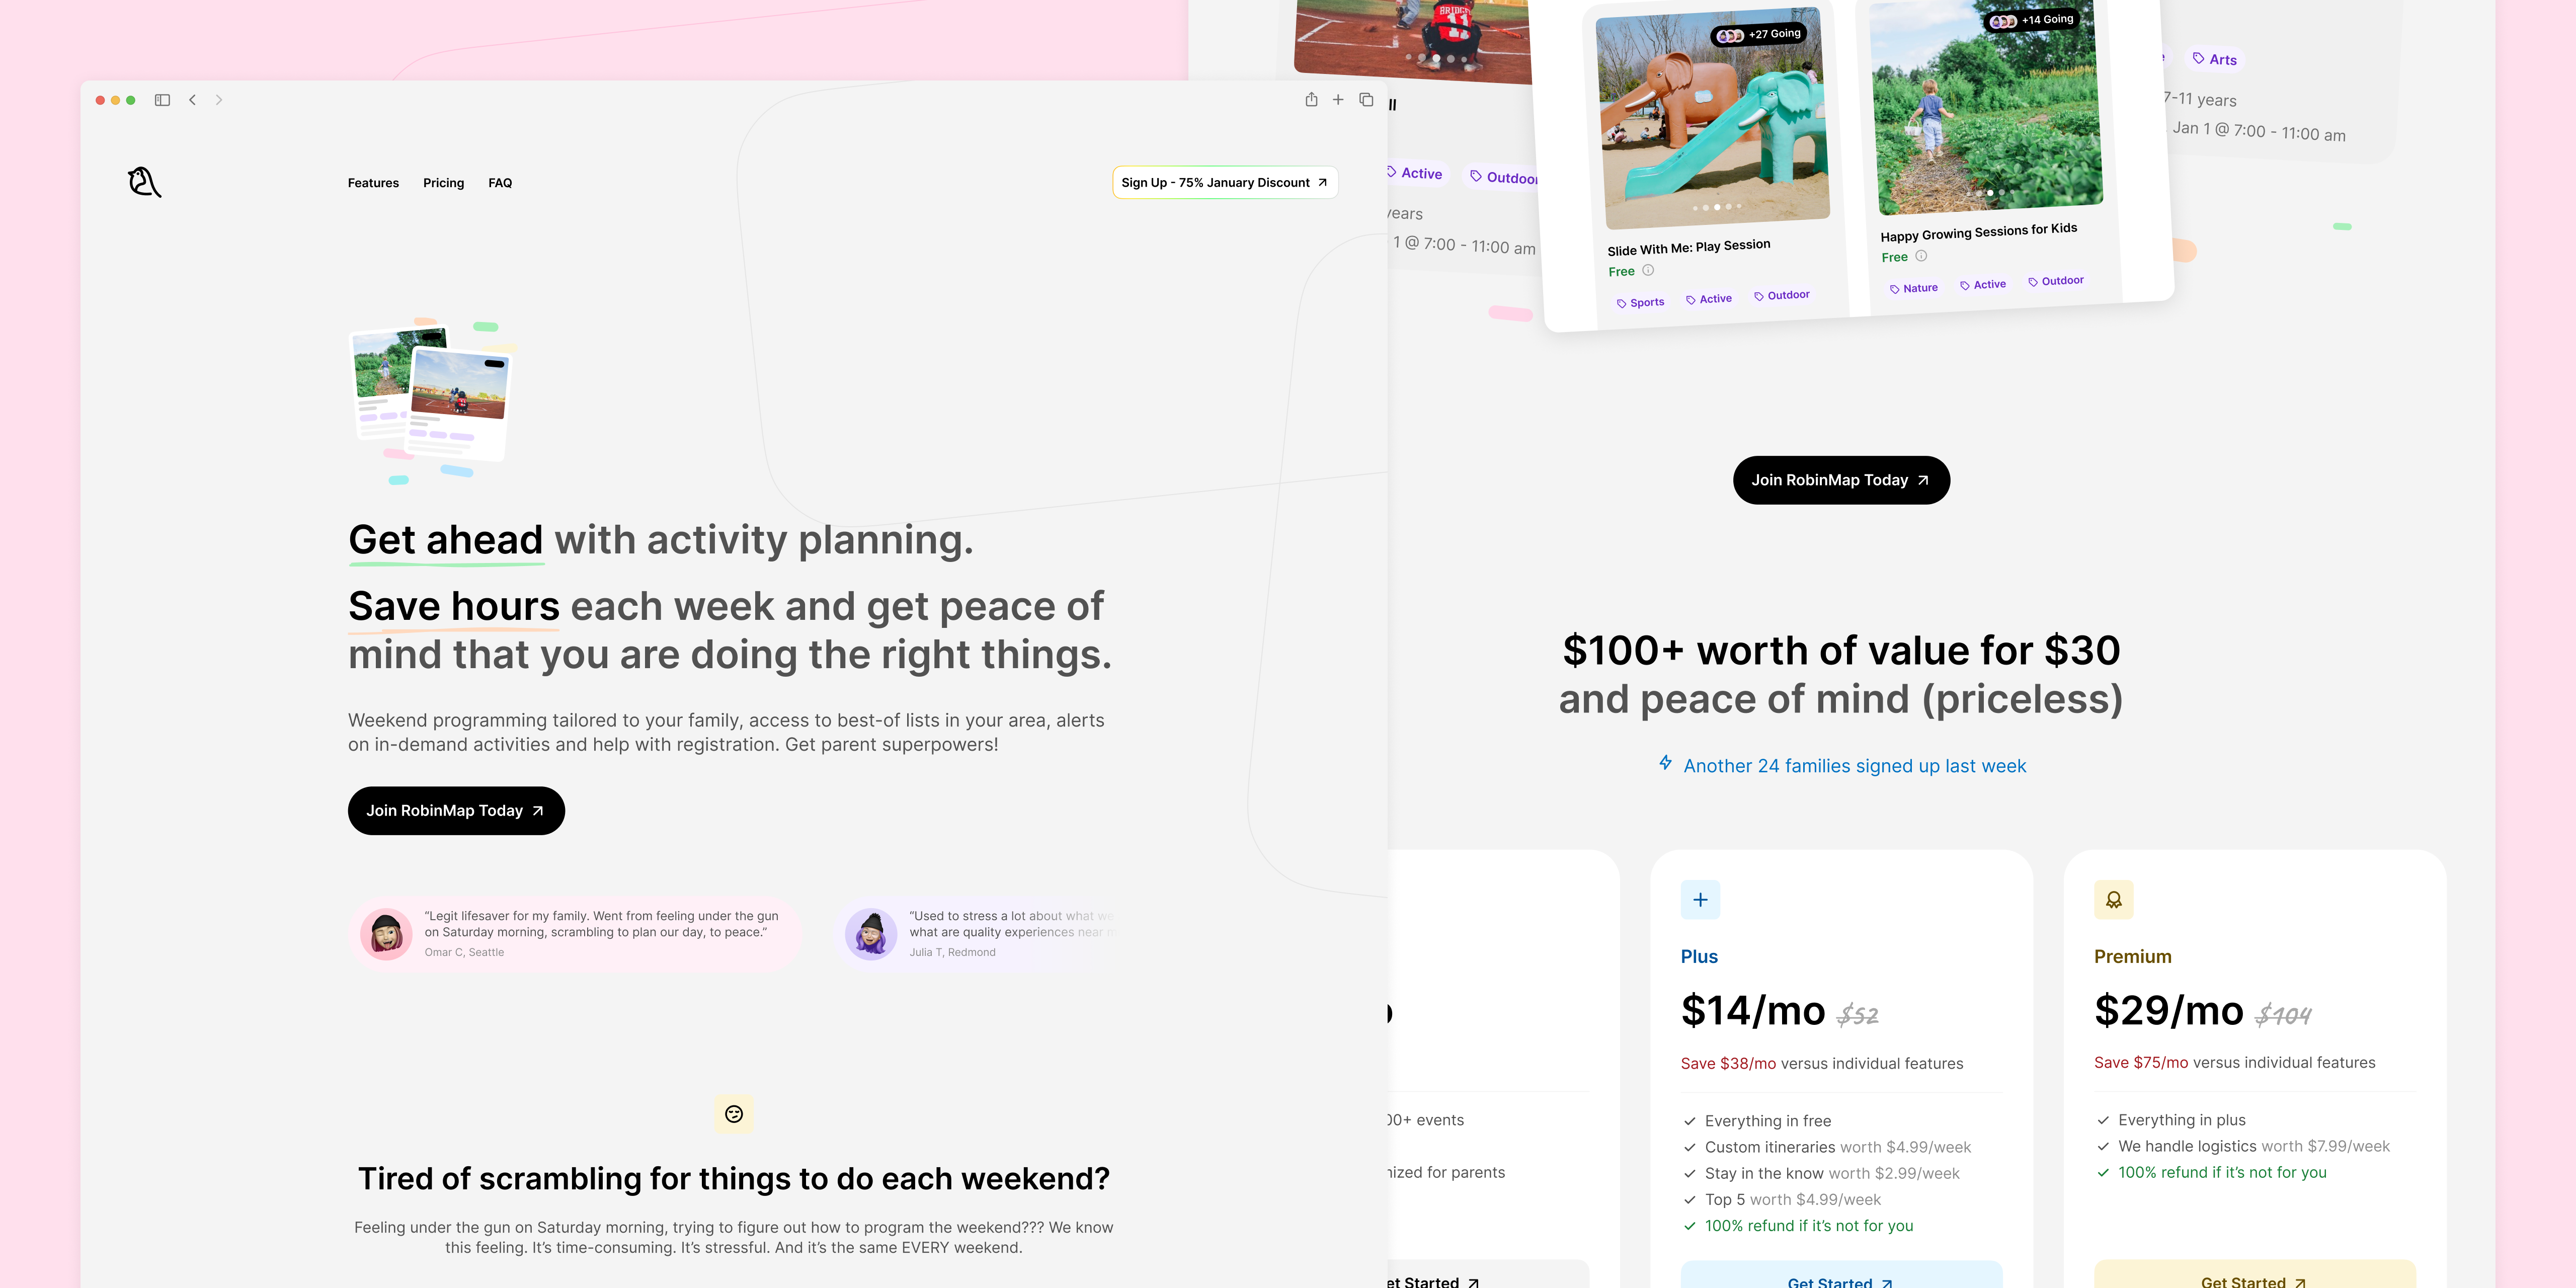 Features
Pricing
FAQ
Sign Up - 75% January Discount
Get ahead with activity planning.
Save hours each week and get peace of
mind that you are doing the right things.
Weekend programming tailored to your family, access to best-of lists in your area, alerts
on in-demand activities and help with registration. Get parent superpowers!
Join RobinMap Today
“Legit lifesaver for my family. Went from feeling under the gun
on Saturday morning, scrambling to plan our day, to peace.”
Omar C, Seattle
“Used to stress a lot about what we
what are quality experiences near
Julia T, Redmond
Tired of scrambling for things to do each weekend?
Feeling under the gun on Saturday morning, trying to figure out how to program the weekend??? We know
this feeling. It’s time-consuming. It’s stressful. And it’s the same EVERY weekend.
BRIDGE
11
Active
Outdoor
years
1 @ 7:00 - 11:00 am
+27 Going
Slide With Me: Play Session
Free
Sports
Active
Outdoor
+14 Going
Happy Growing Sessions for Kids
Free
Nature
Active
Outdoor
Arts
7-11 years
Jan 1 @ 7:00 - 11:00 am
Join RobinMap Today
$100+ worth of value for $30
and peace of mind (priceless)
Another 24 families signed up last week
00+ events
nized for parents
et Started
Plus
$14/mo $52
Save $38/mo versus individual features
Everything in free
Custom itineraries worth $4.99/week
Stay in the know worth $2.99/week
Top 5 worth $4.99/week
100% refund if it’s not for you
Get Started
Premium
$29/mo $104
Save $75/mo versus individual features
Everything in plus
We handle logistics worth $7.99/week
100% refund if it’s not for you
Get Started